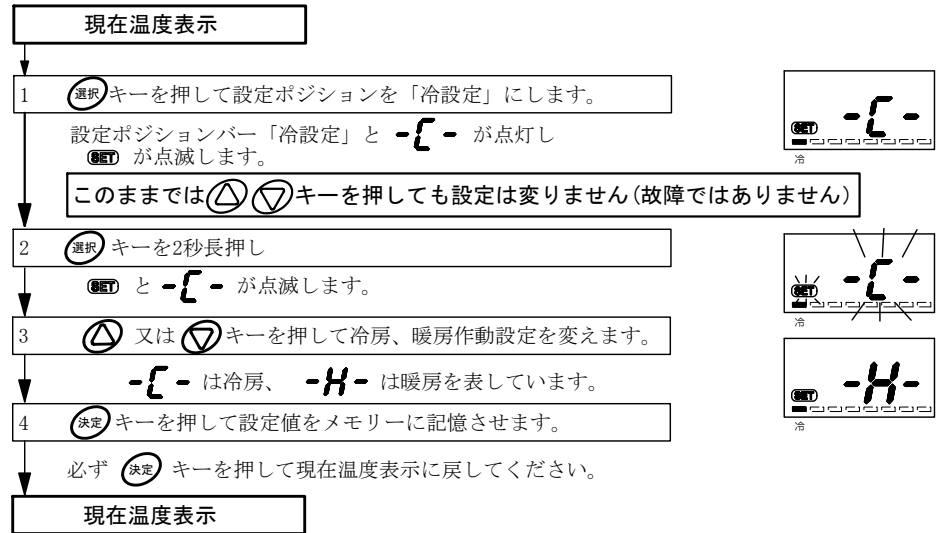 現在温度表示
1 選択キーを押して設定ポジションを「冷設定」にします。
設定ポジションバー「冷設定」と -C- が点灯し
SET が点滅します。
SET -C-
冷
このままでは△▽キーを押しても設定は変りません(故障ではありません)
2 選択キーを2秒長押し
SET と -C- が点滅します。
SET -C-
冷
3 △ 又は▽キーを押して冷房、暖房作動設定を変えます。
-C- は冷房、 -H- は暖房を表しています。
SET -H-
冷
4 決定キーを押して設定値をメモリーに記憶させます。
必ず 決定 キーを押して現在温度表示に戻してください。
現在温度表示